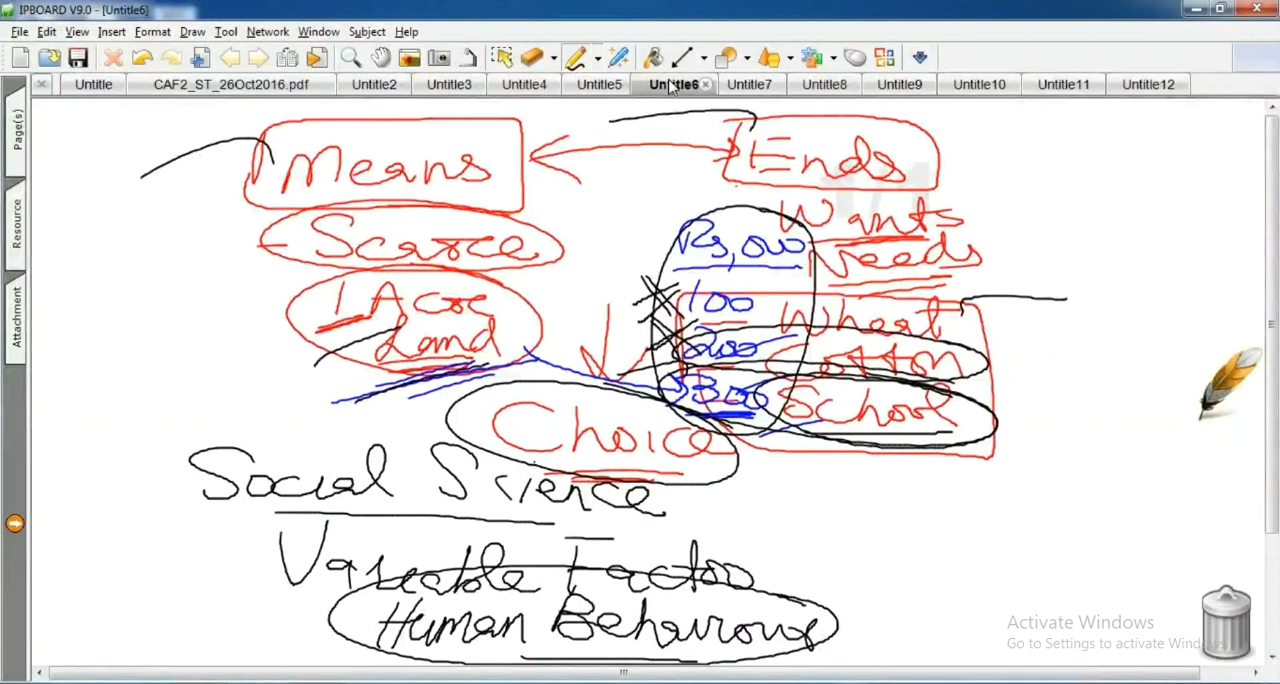 IPBOARD V9.0 - [Untitle6]
File Edit View Insert Format Draw Tool Network Window Subject Help
Untitle CAF2_ST_26Oct2016.pdf Untitle2 Untitle3 Untitle4 Untitle5 Untitle6 Untitle7 Untitle8 Untitle9 Untitle10 Untitle11 Untitle12
Page(s)
Resource
Attachment
Means Ends
1/1
Wants
Scarce Needs
1 Acre 100 Wheat
Land 200 Cotton
School
Choice
Social Science
Variable Factor
Human Behaviour
Activate Windows
Go to Settings to activate Windows.